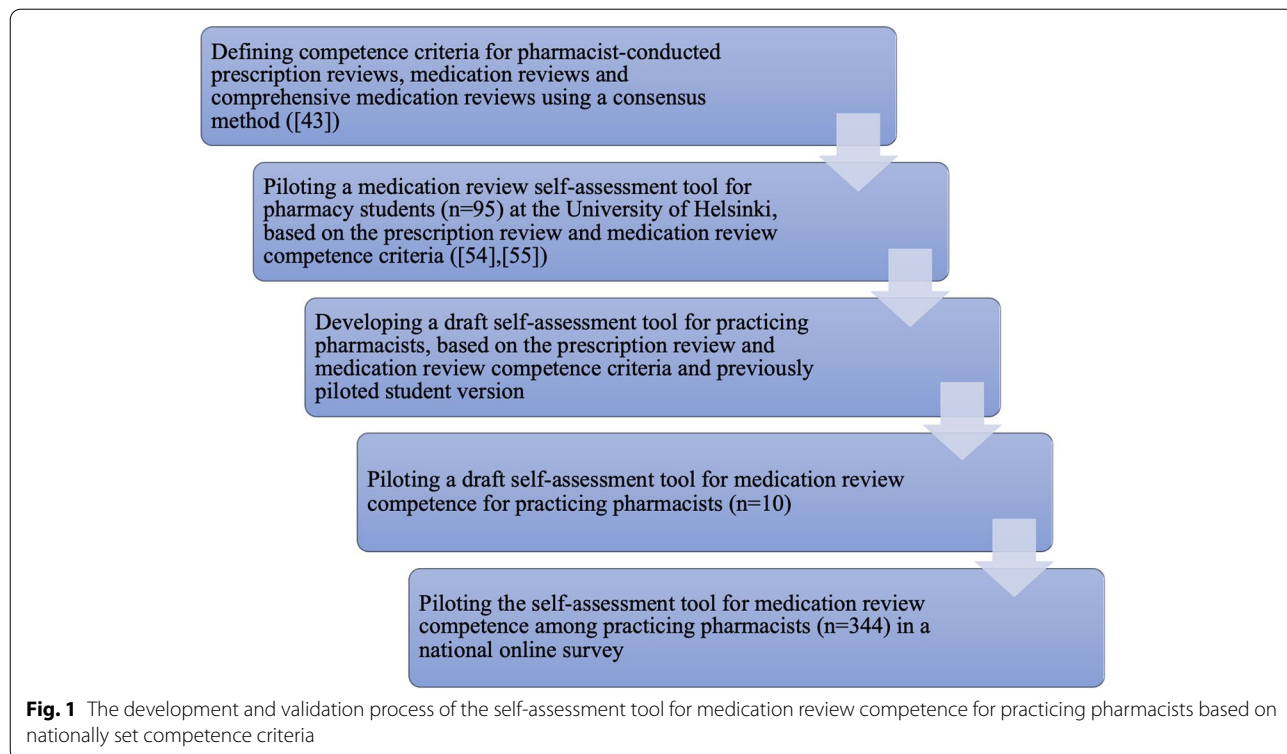 Defining competence criteria for pharmacist-conducted
prescription reviews, medication reviews and
comprehensive medication reviews using a consensus
method ([43])
Piloting a medication review self-assessment tool for
pharmacy students (n=95) at the University of Helsinki,
based on the prescription review and medication review
competence criteria ([54],[55])
Developing a draft self-assessment tool for practicing
pharmacists, based on the prescription review and
medication review competence criteria and previously
piloted student version
Piloting a draft self-assessment tool for medication review
competence for practicing pharmacists (n=10)
Piloting the self-assessment tool for medication review
competence among practicing pharmacists (n=344) in a
national online survey
Fig. 1 The development and validation process of the self-assessment tool for medication review competence for practicing pharmacists based on
nationally set competence criteria